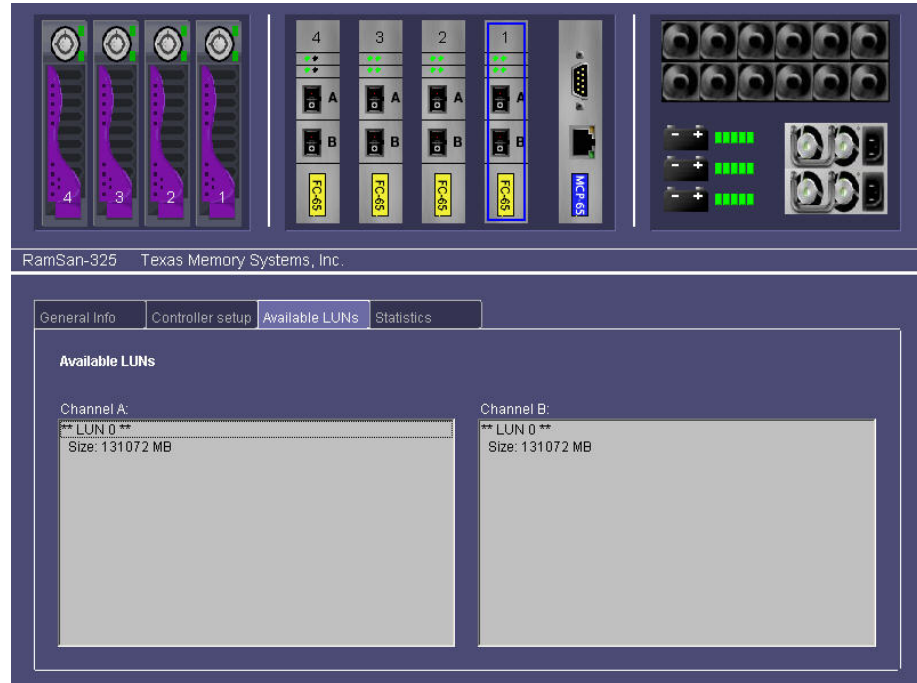 4 3 2 1
A A A A
B B B B
FC-65 FC-65 FC-65 FC-65 MCP-65
4 3 2 1
- +
- +
- +
RamSan-325 Texas Memory Systems, Inc.
General Info Controller setup Available LUNs Statistics
Available LUNs
Channel A: Channel B:
** LUN 0 ** ** LUN 0 **
Size: 131072 MB Size: 131072 MB